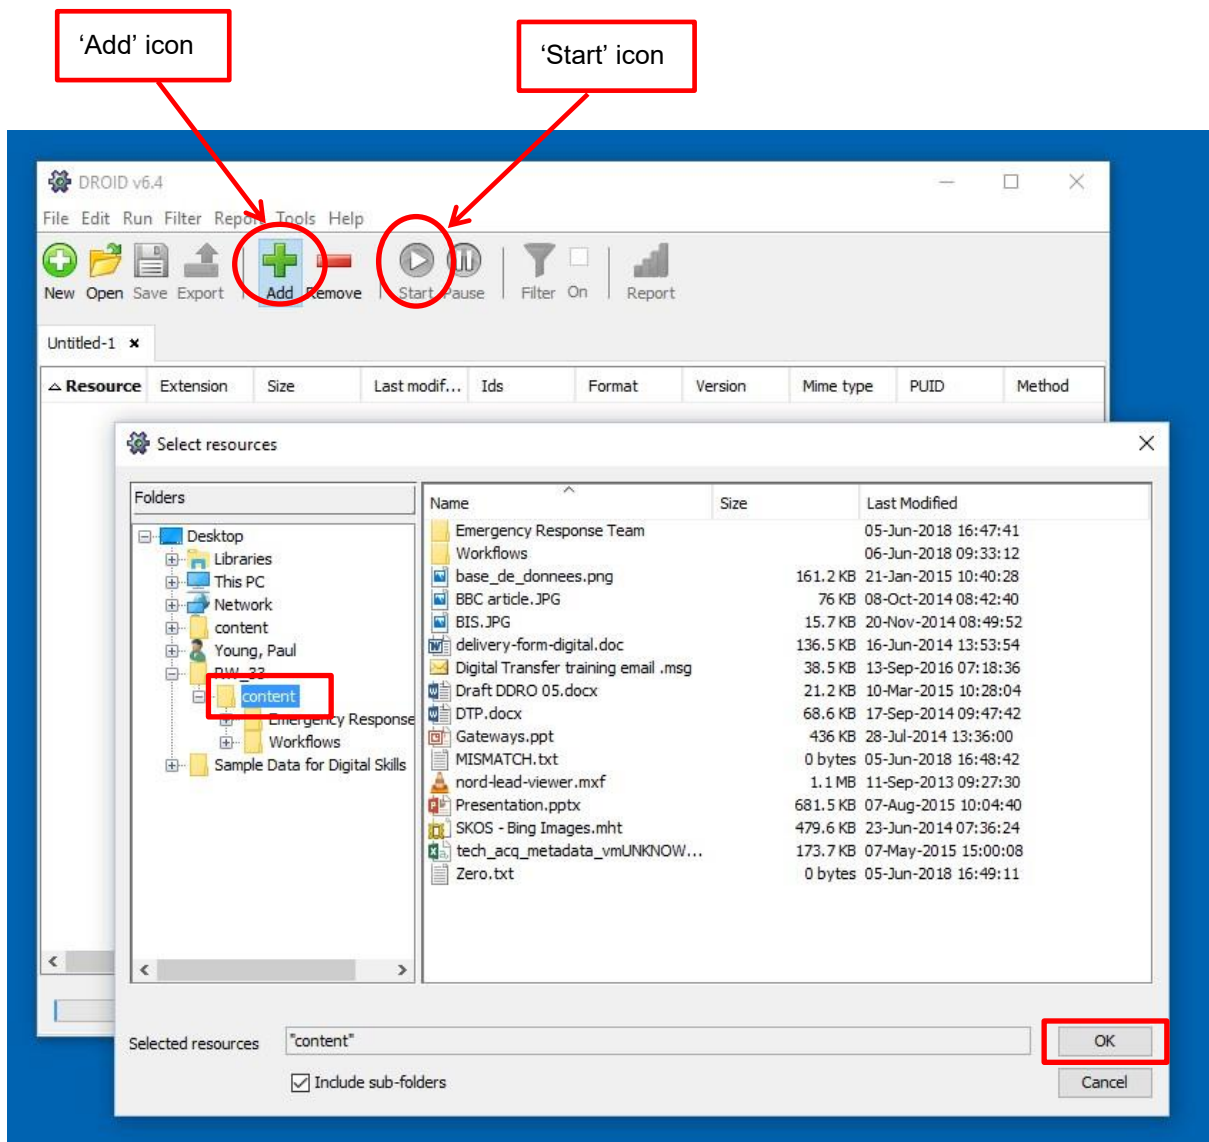 ‘Add’ icon
‘Start’ icon
DROID v6.4
File Edit Run Filter Report Tools Help
New Open Save Export Add Remove Start Pause Filter On Report
Untitled-1
Resource Extension Size Last modif... Ids Format Version Mime type PUID Method
Select resources
Folders
Name Size Last Modified
Desktop
Libraries
This PC
Network
content
Young, Paul
RW_33
content
Emergency Response
Workflows
Sample Data for Digital Skills
Emergency Response Team 05-Jun-2018 16:47:41
Workflows 06-Jun-2018 09:33:12
base_de_donnees.png 161.2 KB 21-Jan-2015 10:40:28
BBC article.JPG 76 KB 08-Oct-2014 08:42:40
BIS.JPG 15.7 KB 20-Nov-2014 08:49:52
delivery-form-digital.doc 136.5 KB 16-Jun-2014 13:53:54
Digital Transfer training email .msg 38.5 KB 13-Sep-2016 07:18:36
Draft DDRO 05.docx 21.2 KB 10-Mar-2015 10:28:04
DTP.docx 68.6 KB 17-Sep-2014 09:47:42
Gateways.ppt 436 KB 28-Jul-2014 13:36:00
MISMATCH.txt 0 bytes 05-Jun-2018 16:48:42
nord-lead-viewer.mxf 1.1 MB 11-Sep-2013 09:27:30
Presentation.pptx 681.5 KB 07-Aug-2015 10:04:40
SKOS - Bing Images.mht 479.6 KB 23-Jun-2014 07:36:24
tech_acq_metadata_vmUNKNOW... 173.7 KB 07-May-2015 15:00:08
Zero.txt 0 bytes 05-Jun-2018 16:49:11
Selected resources "content" OK
Include sub-folders Cancel